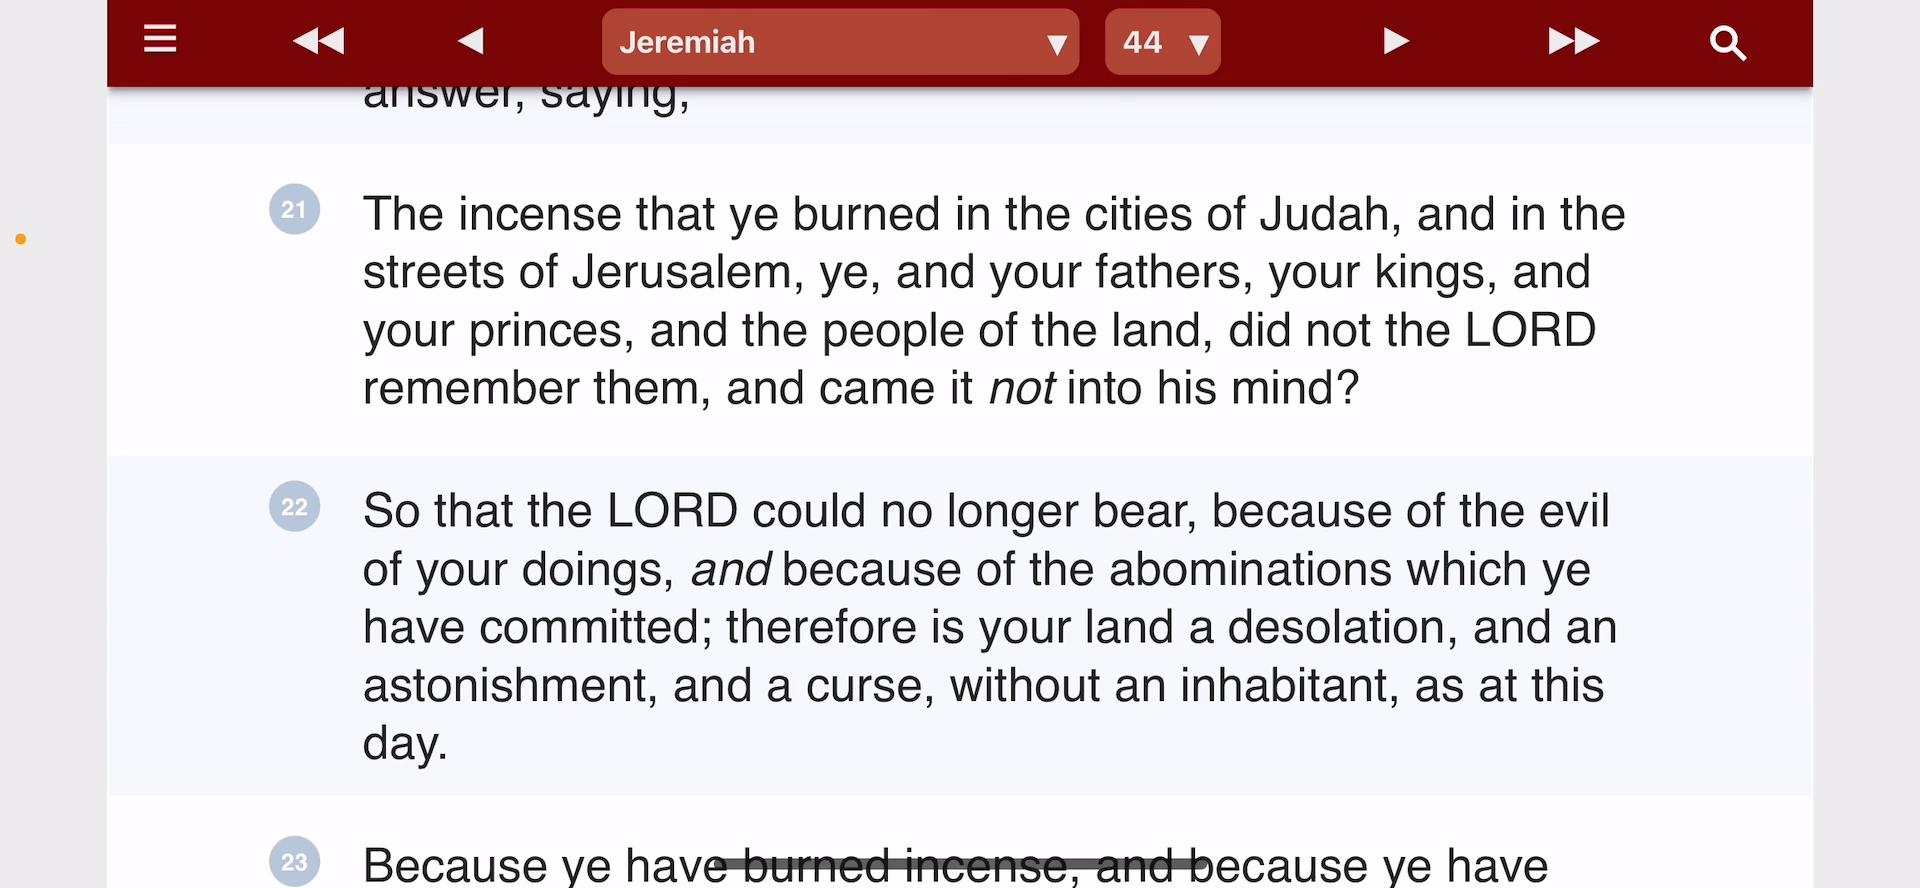 Jeremiah 44
answer, saying,
21 The incense that ye burned in the cities of Judah, and in the
streets of Jerusalem, ye, and your fathers, your kings, and
your princes, and the people of the land, did not the LORD
remember them, and came it not into his mind?
22 So that the LORD could no longer bear, because of the evil
of your doings, and because of the abominations which ye
have committed; therefore is your land a desolation, and an
astonishment, and a curse, without an inhabitant, as at this
day.
23 Because ye have burned incense, and because ye have